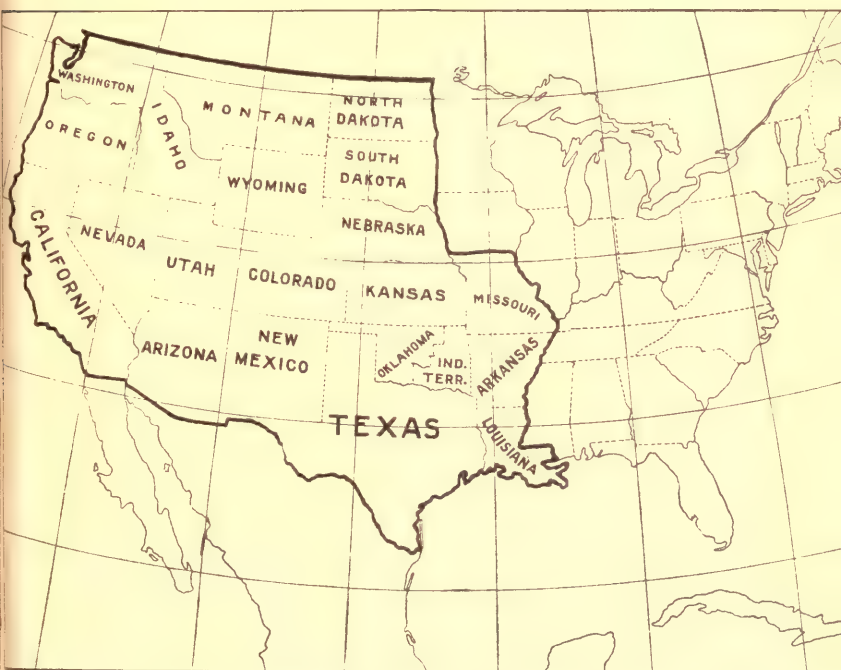 WASHINGTON
OREGON
IDAHO
MONTANA
NORTH
DAKOTA
SOUTH
DAKOTA
WYOMING
NEBRASKA
CALIFORNIA
NEVADA
UTAH
COLORADO
KANSAS
MISSOURI
ARIZONA
NEW
MEXICO
OKLAHOMA
IND.
TERR.
ARKANSAS
TEXAS
LOUISIANA